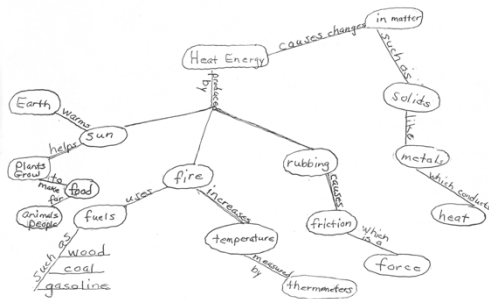 in matter
causes changes
Heat Energy
such as
produced
by
solids
Earth
warms
sun
like
helps
metals
Plants
Grow
to
make
food
for
animals
people
fire
rubbing
which conducts
heat
uses
causes
fuels
increases
friction
which
is a
temperature
force
such as
wood
coal
gasoline
measured
by
thermometers